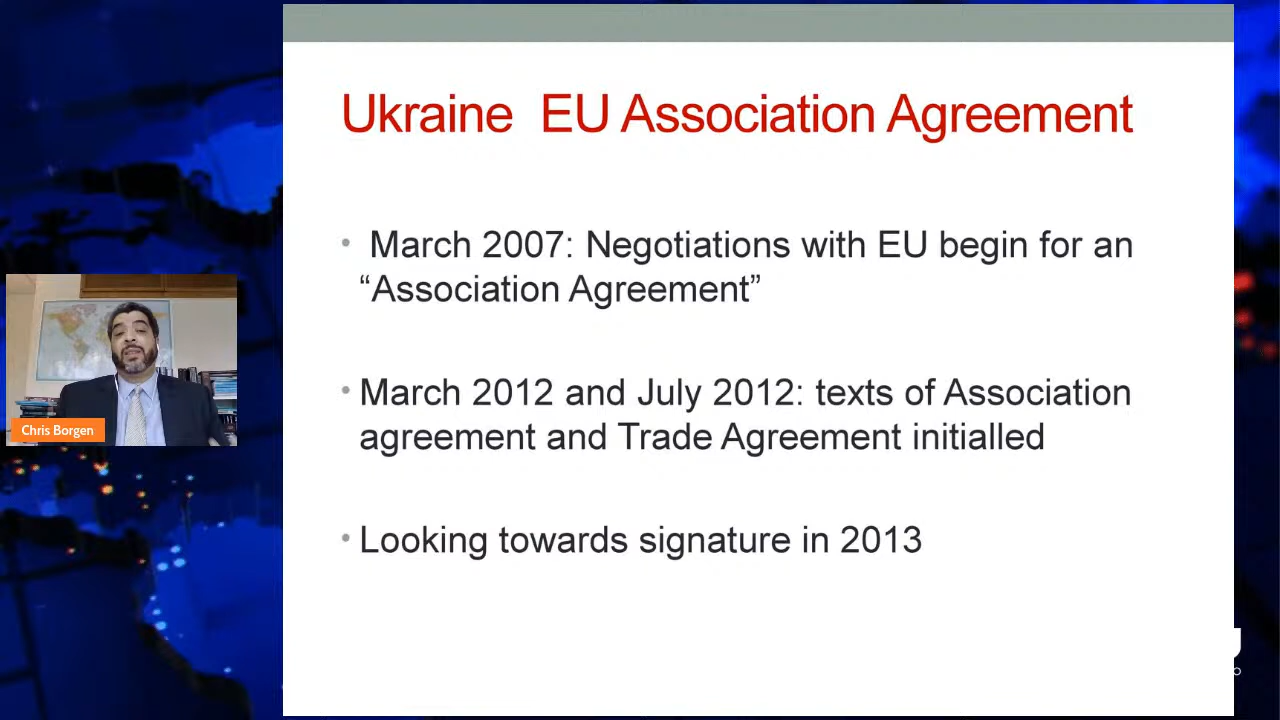 Ukraine  EU Association Agreement
• March 2007: Negotiations with EU begin for an
“Association Agreement”
• March 2012 and July 2012: texts of Association
agreement and Trade Agreement initialled
• Looking towards signature in 2013
Chris Borgen